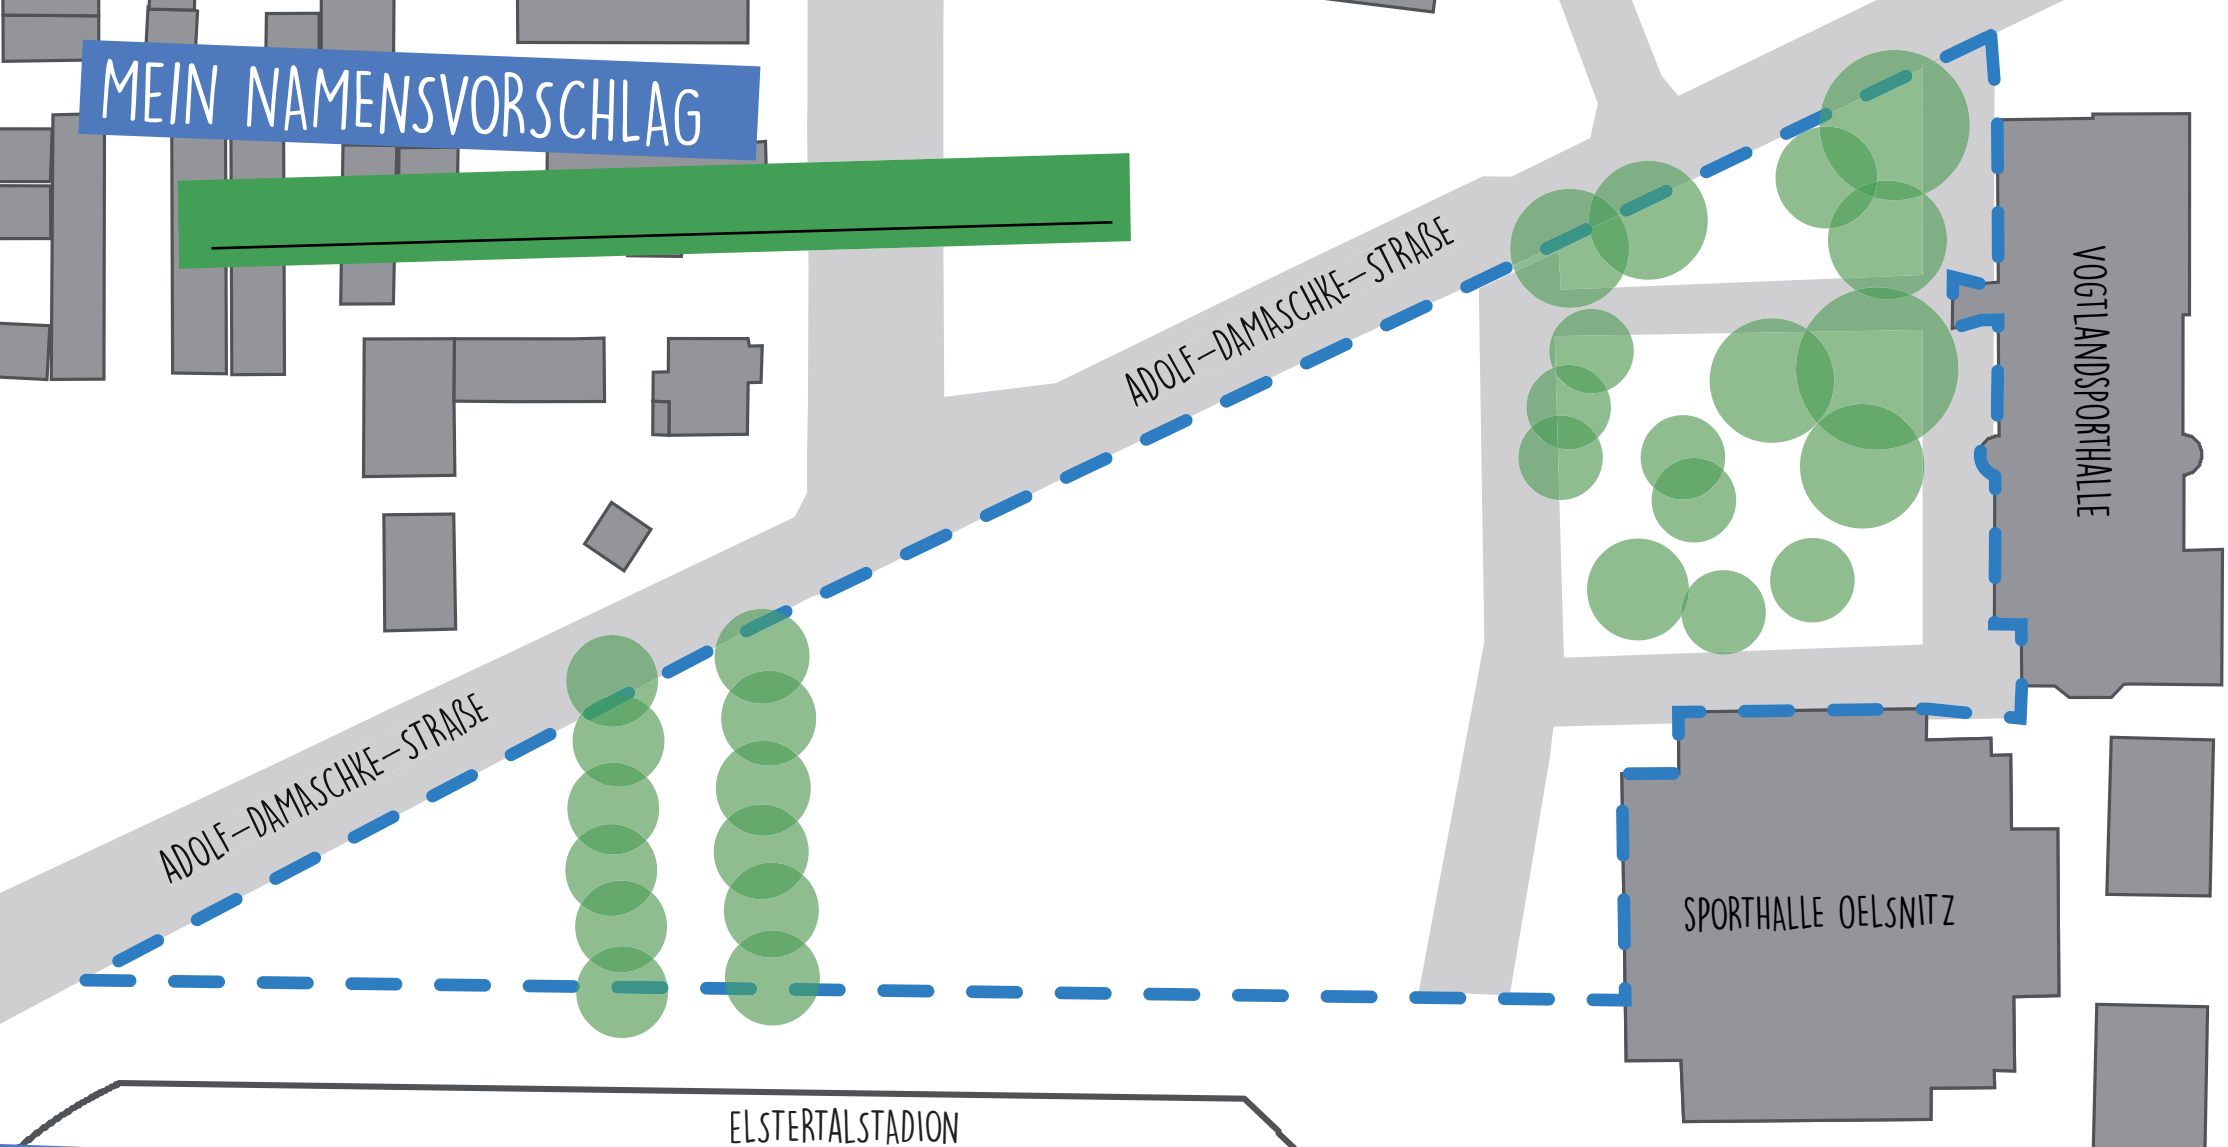 MEIN NAMENSVORSCHLAG
ADOLF–DAMASCHKE–STRAßE
VOGTLANDSPORTHALLE
ADOLF–DAMASCHKE–STRAßE
SPORTHALLE OELSNITZ
ELSTERTALSTADION